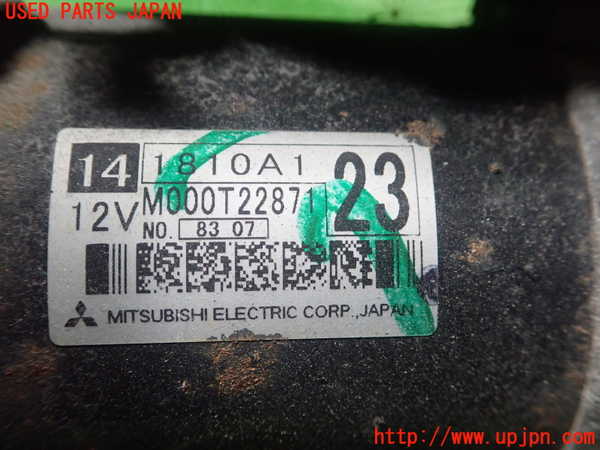 USED PARTS JAPAN
14 1810A1 23
12V M000T22871
NO. 83 07
MITSUBISHI ELECTRIC CORP.,JAPAN
http://www.upjpn.com/